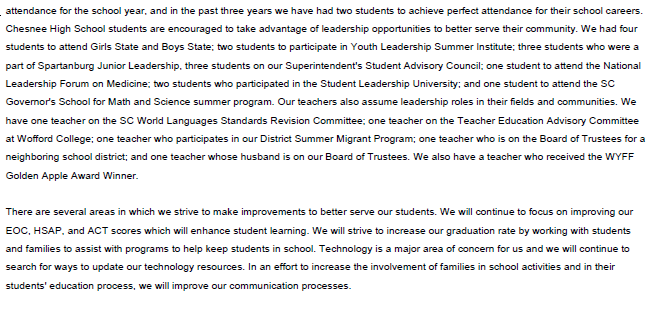 attendance for the school year, and in the past three years we have had two students to achieve perfect attendance for their school careers.
Chesnee High School students are encouraged to take advantage of leadership opportunities to better serve their community. We had four
students to attend Girls State and Boys State; two students to participate in Youth Leadership Summer Institute; three students who were a
part of Spartanburg Junior Leadership, three students on our Superintendent's Student Advisory Council; one student to attend the National
Leadership Forum on Medicine; two students who participated in the Student Leadership University; and one student to attend the SC
Governor's School for Math and Science summer program. Our teachers also assume leadership roles in their fields and communities. We
have one teacher on the SC World Languages Standards Revision Committee; one teacher on the Teacher Education Advisory Committee
at Wofford College; one teacher who participates in our District Summer Migrant Program; one teacher who is on the Board of Trustees for a
neighboring school district; and one teacher whose husband is on our Board of Trustees. We also have a teacher who received the WYFF
Golden Apple Award Winner.
There are several areas in which we strive to make improvements to better serve our students. We will continue to focus on improving our
EOC, HSAP, and ACT scores which will enhance student learning. We will strive to increase our graduation rate by working with students
and families to assist with programs to help keep students in school. Technology is a major area of concern for us and we will continue to
search for ways to update our technology resources. In an effort to increase the involvement of families in school activities and in their
students' education process, we will improve our communication processes.